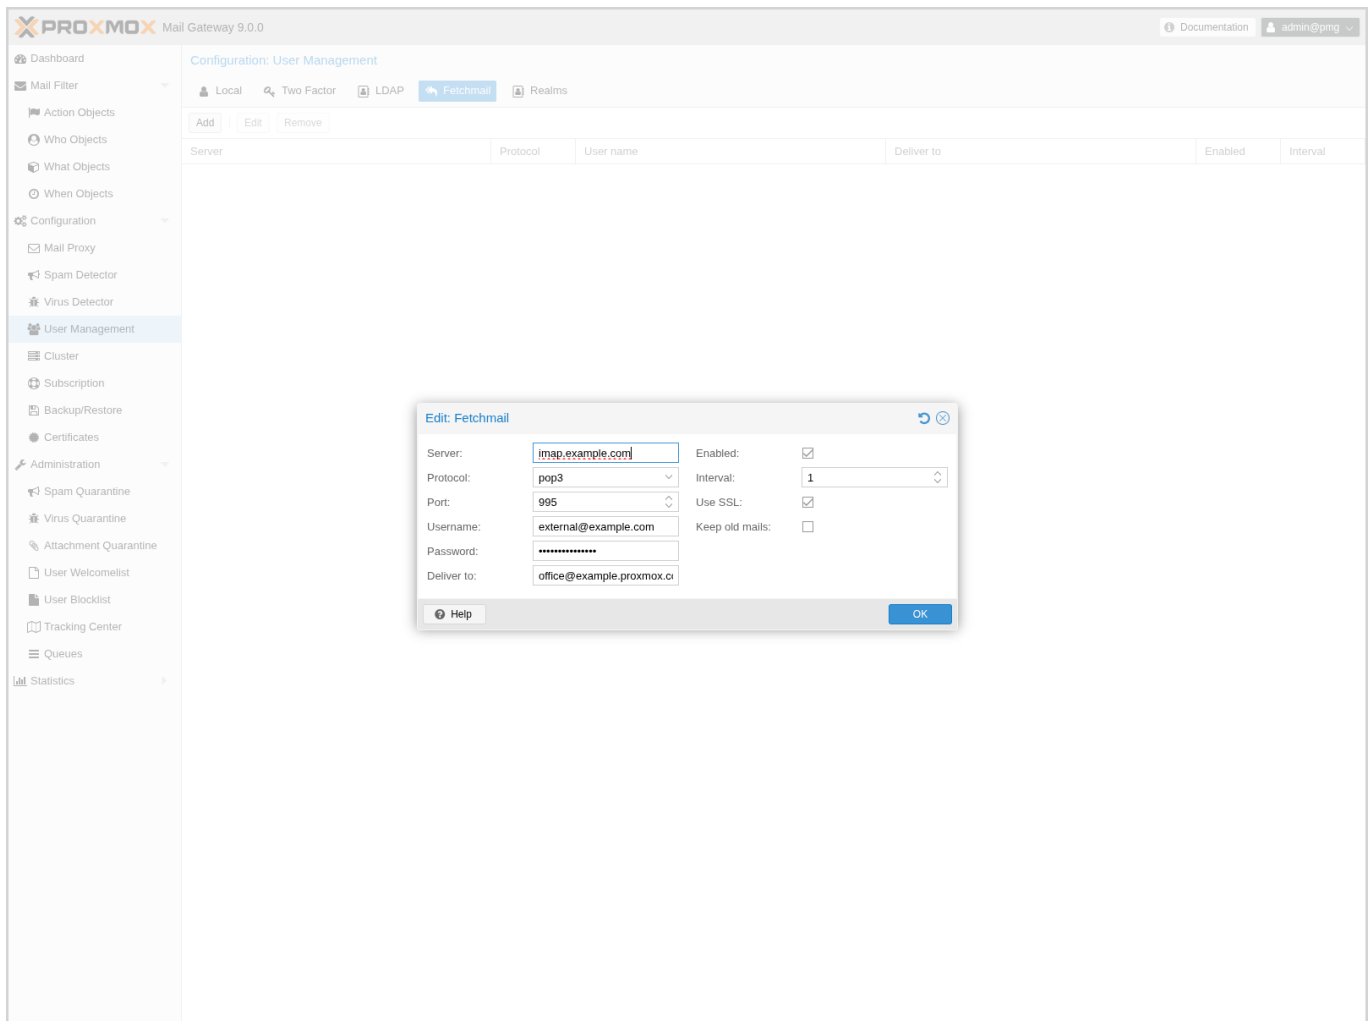 PROXMOX Mail Gateway 9.0.0
Documentation
admin@pmg
Dashboard
Mail Filter
Action Objects
Who Objects
What Objects
When Objects
Configuration
Mail Proxy
Spam Detector
Virus Detector
User Management
Cluster
Subscription
Backup/Restore
Certificates
Administration
Spam Quarantine
Virus Quarantine
Attachment Quarantine
User Welcomelist
User Blocklist
Tracking Center
Queues
Statistics
Configuration: User Management
Local Two Factor LDAP Fetchmail Realms
Add Edit Remove
Server Protocol User name Deliver to Enabled Interval
Edit: Fetchmail
Server: imap.example.com
Protocol: pop3
Port: 995
Username: external@example.com
Password: •••••••••••••••
Deliver to: office@example.proxmox.c
Enabled:
Interval: 1
Use SSL:
Keep old mails:
Help
OK